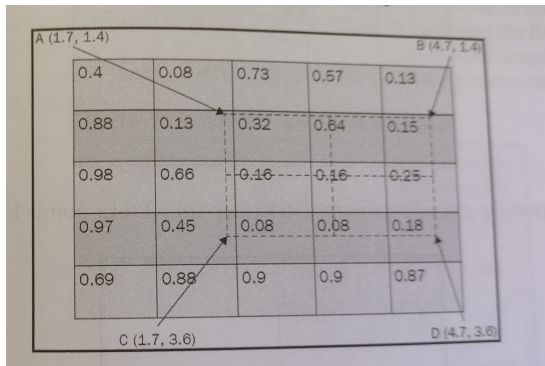 A (1.7, 1.4)
B (4.7, 1.4)
0.4 0.08 0.73 0.57 0.13
0.88 0.13 0.32 0.64 0.15
0.98 0.66 0.16 0.16 0.25
0.97 0.45 0.08 0.08 0.18
0.69 0.88 0.9 0.9 0.87
C (1.7, 3.6)
D (4.7, 3.6)